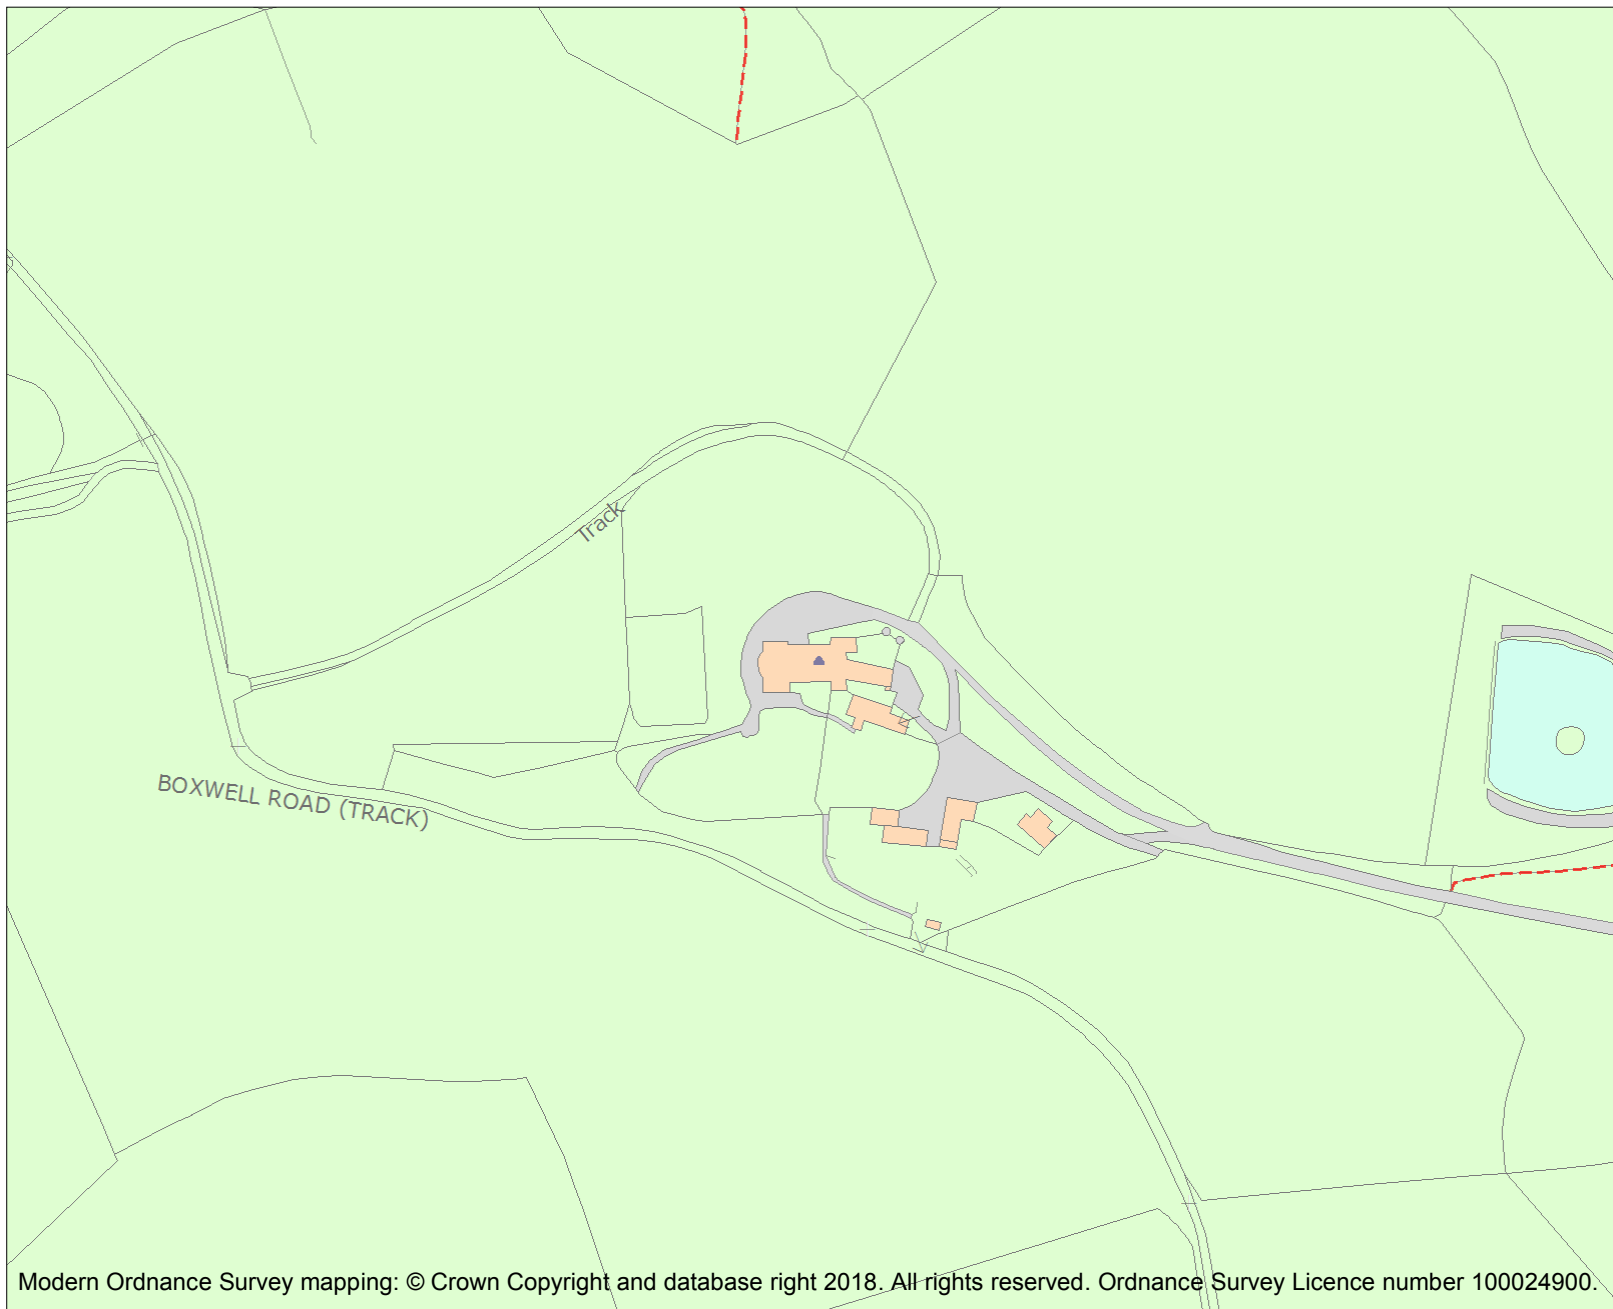 Track
BOXWELL ROAD (TRACK)
Modern Ordnance Survey mapping: © Crown Copyright and database right 2018. All rights reserved. Ordnance Survey Licence number 100024900.